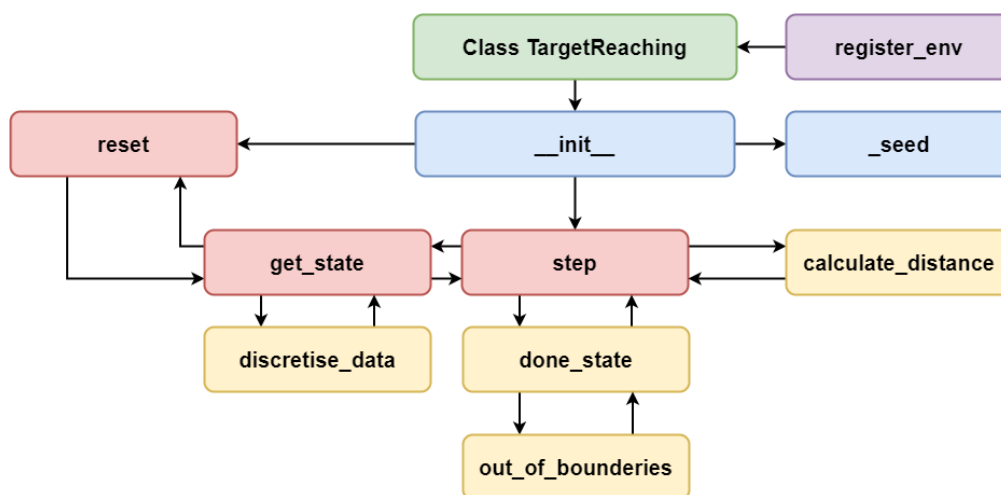 Class TargetReaching
register_env
reset
__init__
_seed
get_state
step
calculate_distance
discretise_data
done_state
out_of_bounderies